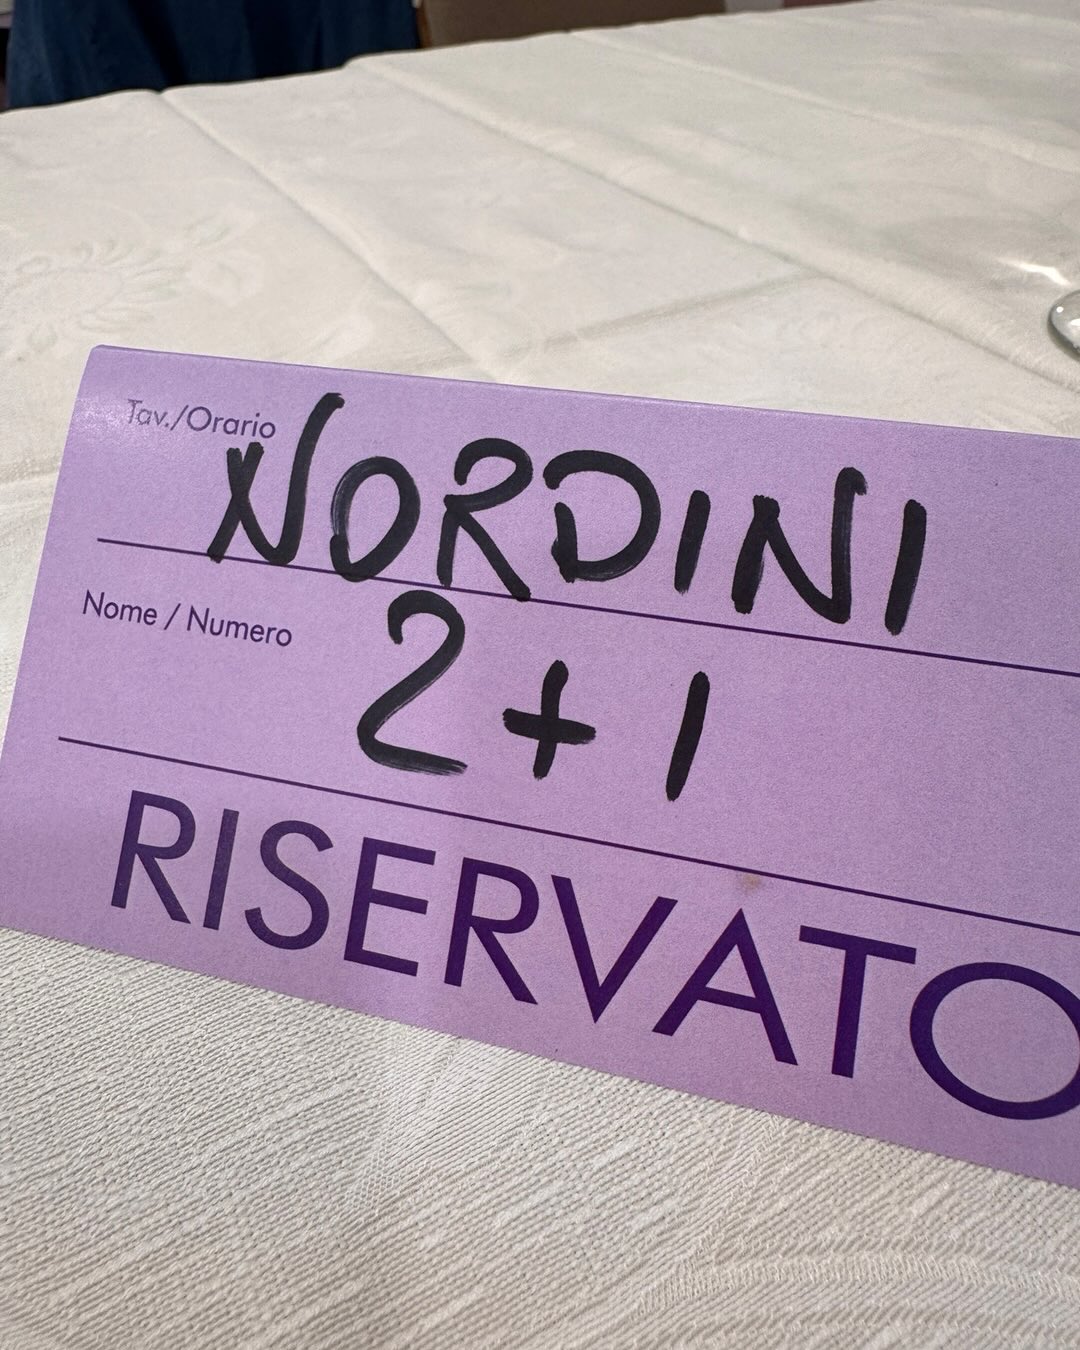 Tav./Orario
NORDINI
Nome / Numero
2+1
RISERVATO